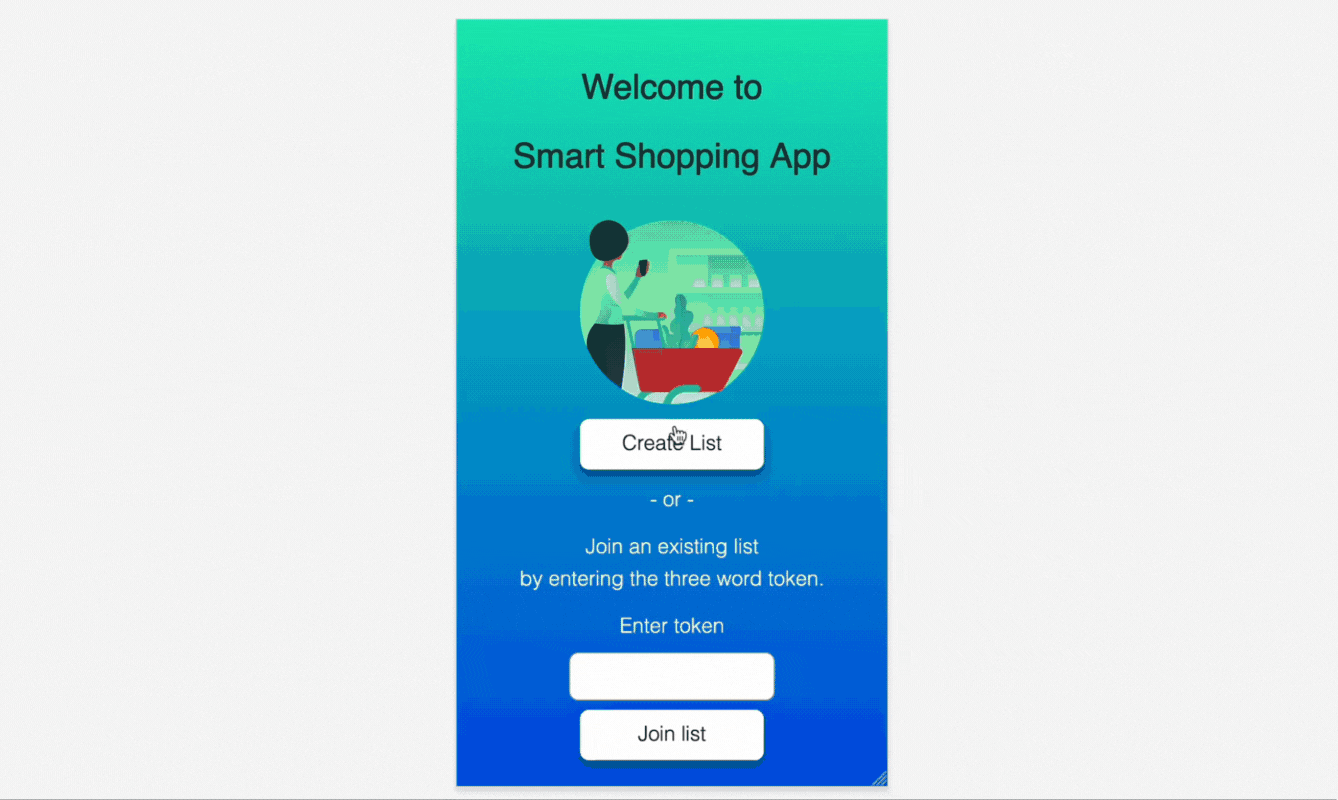 Welcome to
Smart Shopping App
Create List
- or -
Join an existing list
by entering the three word token.
Enter token
Join list